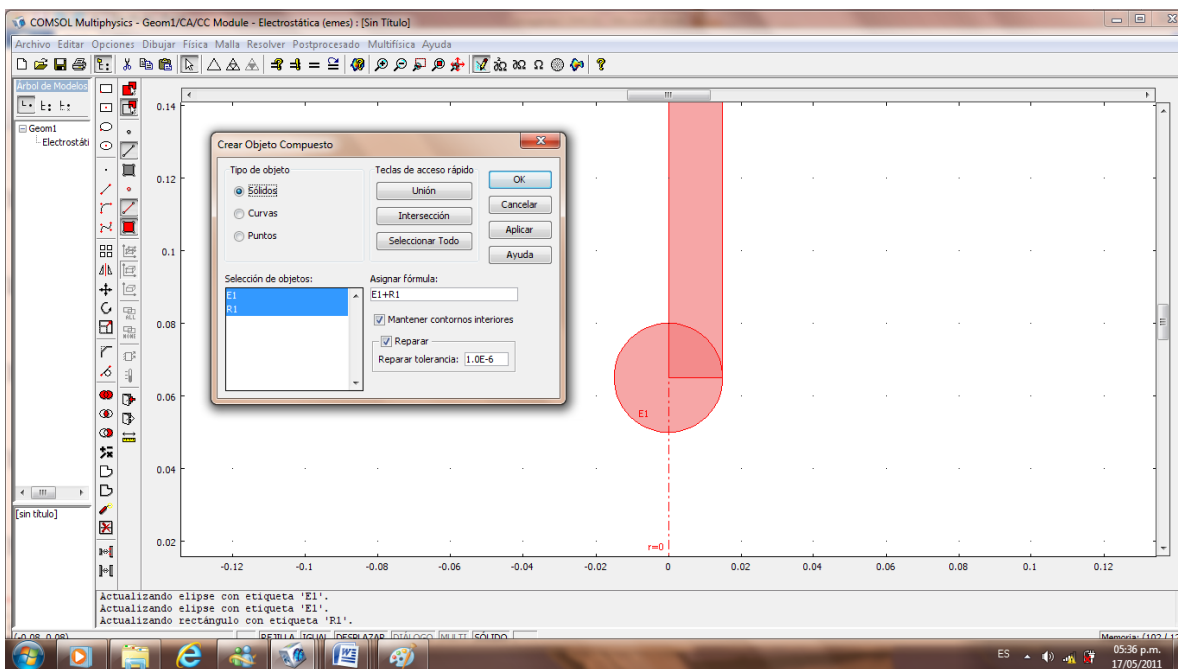 COMSOL Multiphysics - Geom1/CA/CC Module - Electrostática (emes) : [Sin Título]
Archivo Editar Opciones Dibujar Física Malla Resolver Postprocesado Multifísica Ayuda
Árbol de Modelos
Geom1
Electrostáti
[sin título]
Crear Objeto Compuesto
Tipo de objeto
Sólidos
Curvas
Puntos
Teclas de acceso rápido
Unión
Intersección
Seleccionar Todo
OK
Cancelar
Aplicar
Ayuda
Selección de objetos:
E1
R1
Asignar fórmula:
E1+R1
Mantener contornos interiores
Reparar
Reparar tolerancia: 1.0E-6
0.14
0.12
0.1
0.08
0.06
0.04
0.02
E1
r=0
-0.12 -0.1 -0.08 -0.06 -0.04 -0.02 0 0.02 0.04 0.06 0.08 0.1 0.12
Actualizando elipse con etiqueta 'E1'.
Actualizando elipse con etiqueta 'E1'.
Actualizando rectángulo con etiqueta 'R1'.
(-0.08, 0.08) REJILLA IGUAL DESPLAZAR DIÁLOGO MULTI SÓLIDO Memoria: (102 / 1
ES 05:36 p.m.
17/05/2011